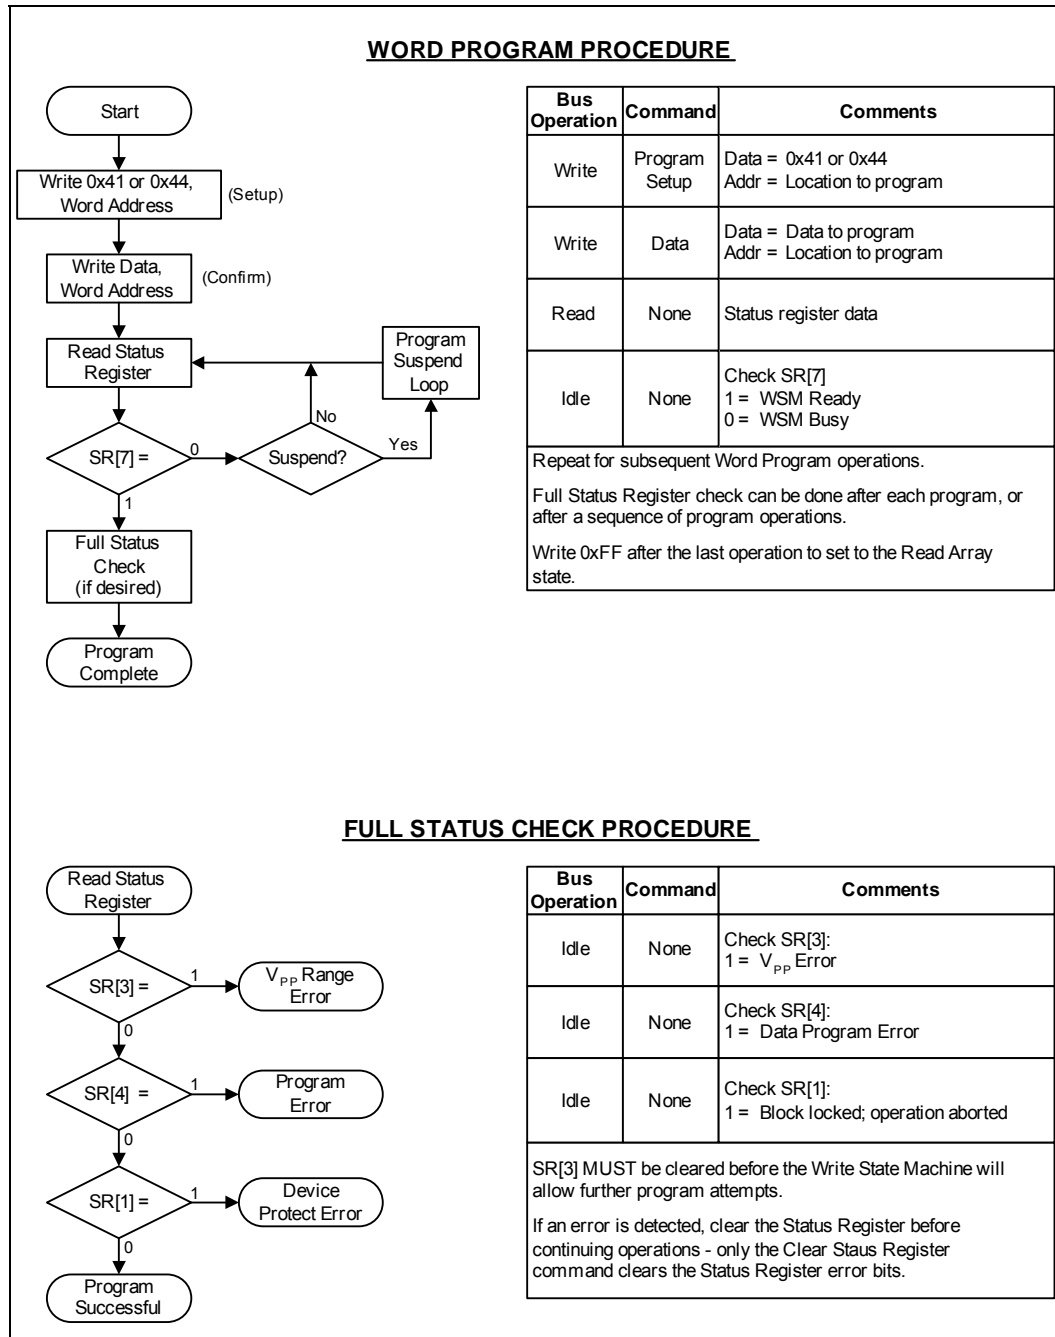 WORD PROGRAM PROCEDURE
Start
Write 0x41 or 0x44,
Word Address
(Setup)
Write Data,
Word Address
(Confirm)
Read Status
Register
Program
Suspend
Loop
No
Yes
SR[7] =
0
Suspend?
1
Full Status
Check
(if desired)
Program
Complete
Bus
Operation
Command
Comments
Write
Program
Setup
Data = 0x41 or 0x44
Addr = Location to program
Write
Data
Data = Data to program
Addr = Location to program
Read
None
Status register data
Idle
None
Check SR[7]
1 = WSM Ready
0 = WSM Busy
Repeat for subsequent Word Program operations.
Full Status Register check can be done after each program, or
after a sequence of program operations.
Write 0xFF after the last operation to set to the Read Array
state.
FULL STATUS CHECK PROCEDURE
Read Status
Register
SR[3] =
1
V_PP Range
Error
0
SR[4] =
1
Program
Error
0
SR[1] =
1
Device
Protect Error
0
Program
Successful
Bus
Operation
Command
Comments
Idle
None
Check SR[3]:
1 = V_PP Error
Idle
None
Check SR[4]:
1 = Data Program Error
Idle
None
Check SR[1]:
1 = Block locked; operation aborted
SR[3] MUST be cleared before the Write State Machine will
allow further program attempts.
If an error is detected, clear the Status Register before
continuing operations - only the Clear Staus Register
command clears the Status Register error bits.